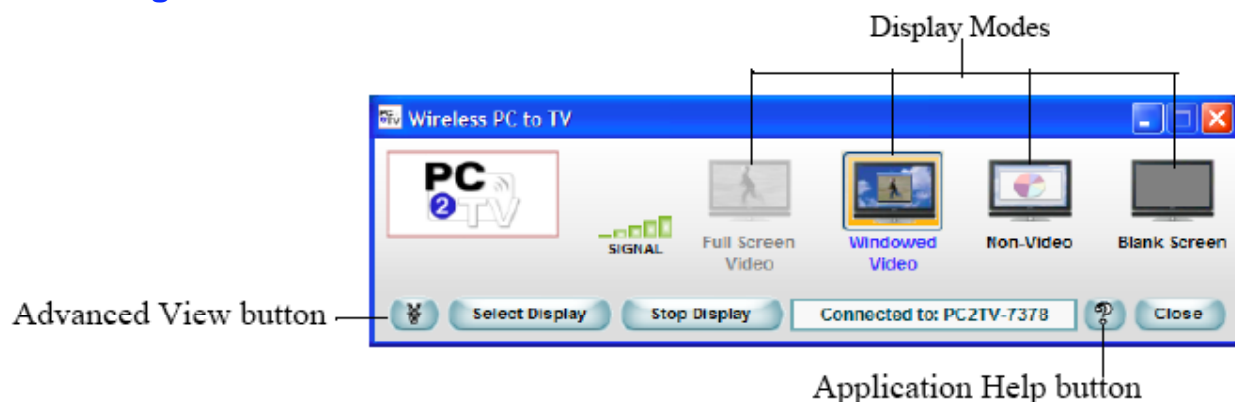 Display Modes
Wireless PC to TV
PC
2
TV
SIGNAL
Full Screen
Video
Windowed
Video
Non-Video
Blank Screen
Advanced View button
Select Display
Stop Display
Connected to: PC2TV-7378
?
Close
Application Help button